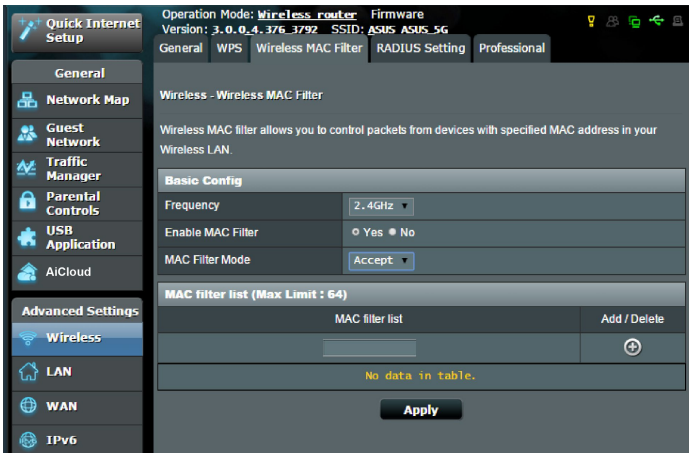 Quick Internet
Setup
General
Network Map
Guest
Network
Traffic
Manager
Parental
Controls
USB
Application
AiCloud
Advanced Settings
Wireless
LAN
WAN
IPv6
Operation Mode: Wireless router Firmware
Version: 3.0.0.4.376_3792 SSID: ASUS ASUS_5G
General WPS Wireless MAC Filter RADIUS Setting Professional
Wireless - Wireless MAC Filter
Wireless MAC filter allows you to control packets from devices with specified MAC address in your
Wireless LAN.
Basic Config
Frequency 2.4GHz
Enable MAC Filter Yes No
MAC Filter Mode Accept
MAC filter list (Max Limit : 64)
MAC filter list Add / Delete
No data in table.
Apply